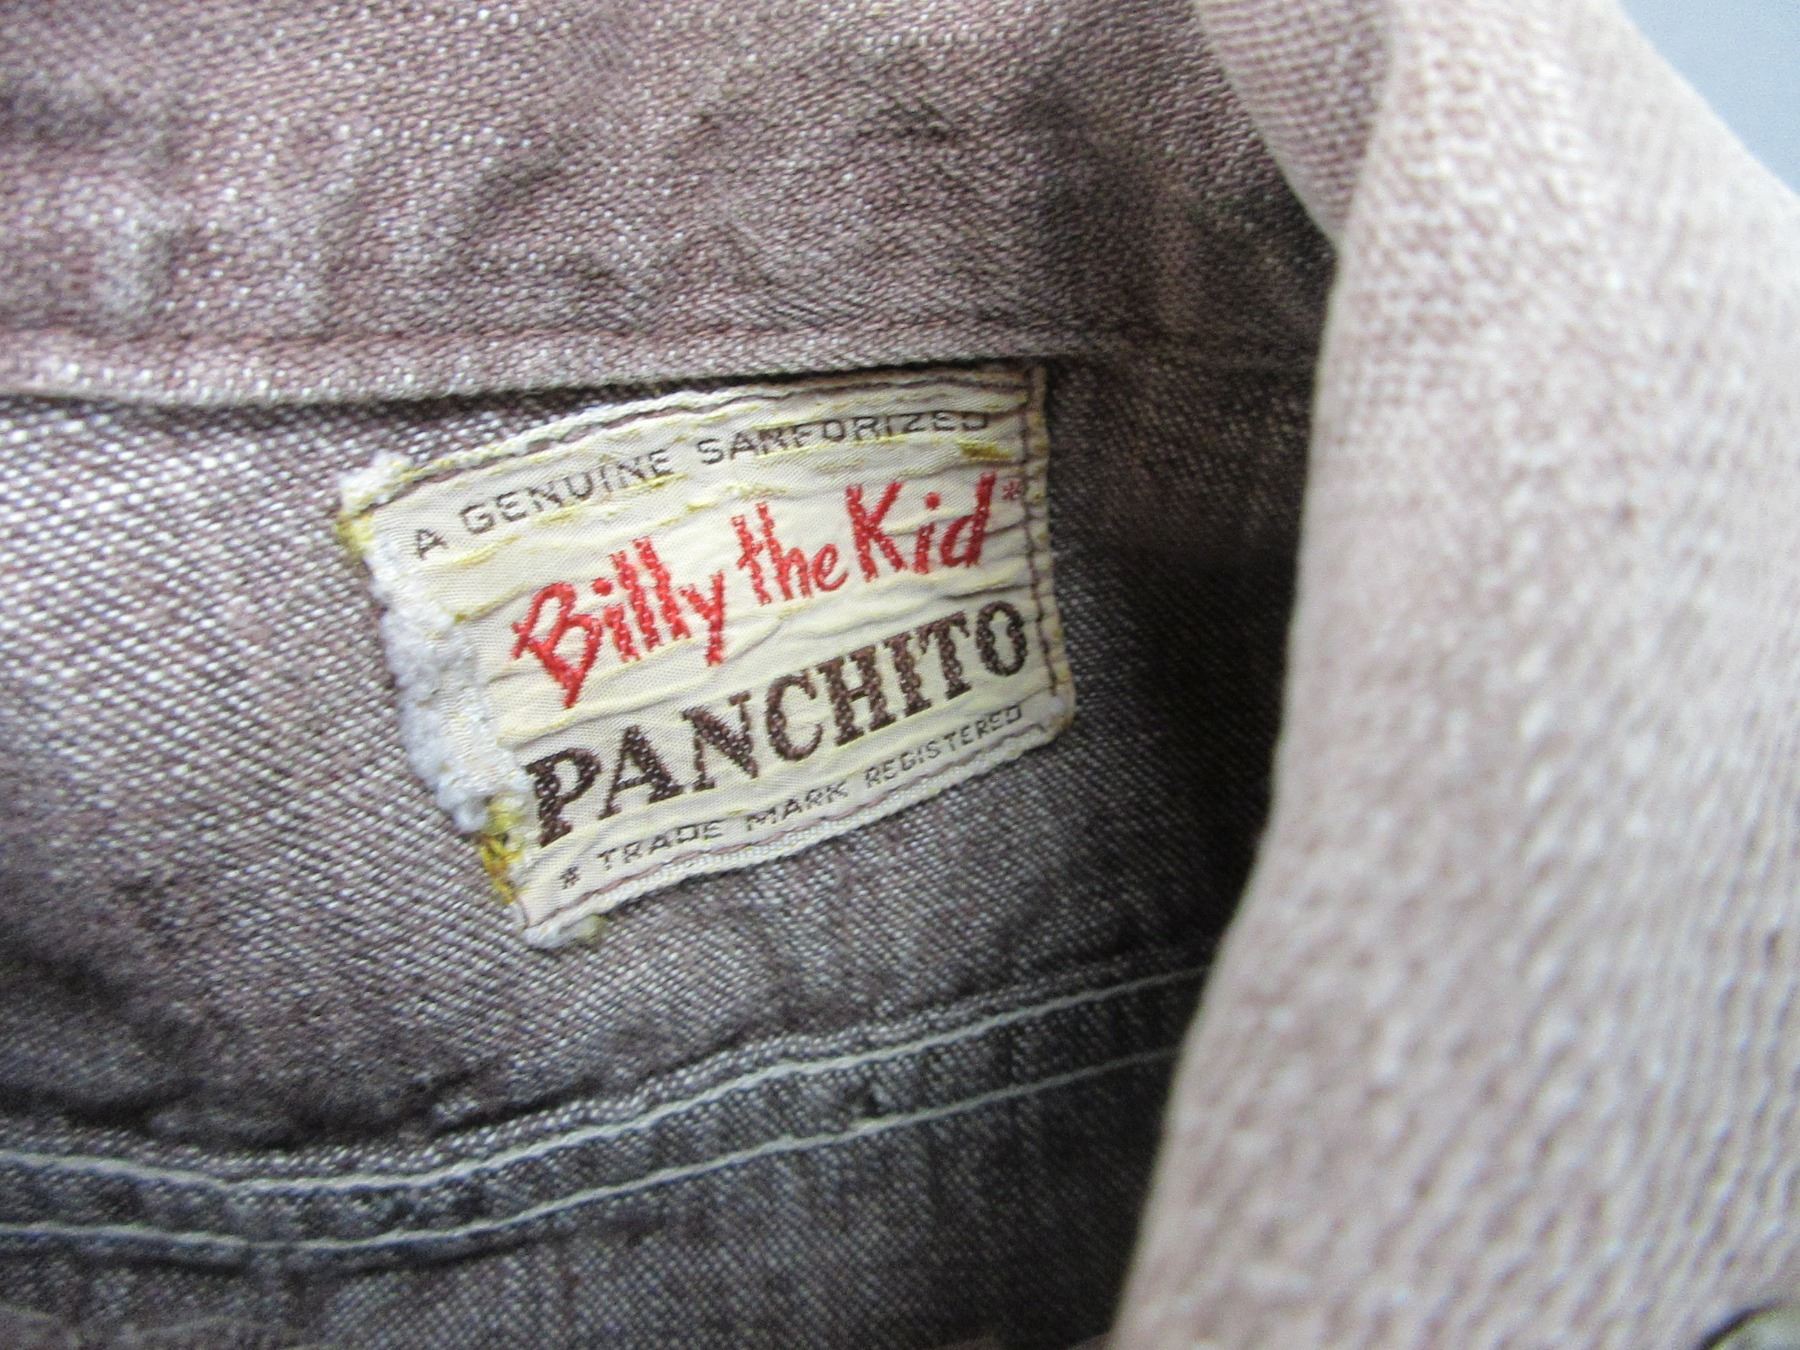 A GENUINE SANFORIZED
Billy the Kid*
PANCHITO
* TRADE MARK REGISTERED